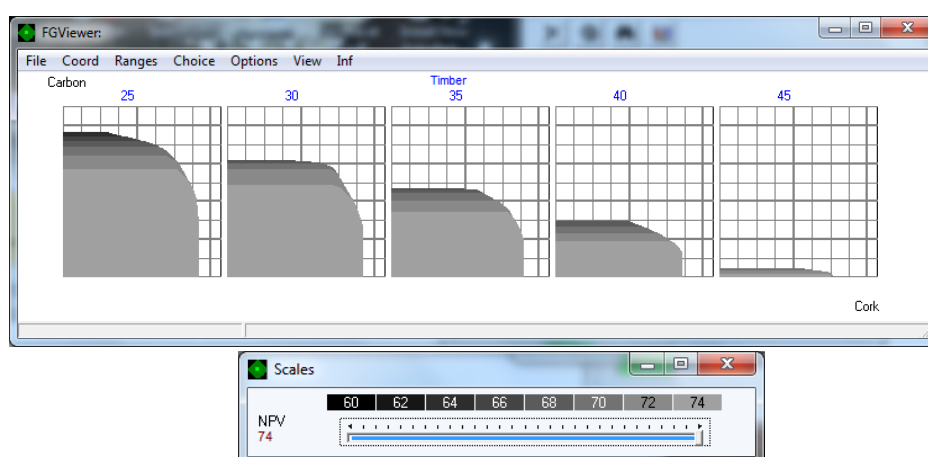 FGViewer:
File Coord Ranges Choice Options View Inf
Carbon Timber
25 30 35 40 45
Cork
Scales
60 62 64 66 68 70 72 74
NPV
74